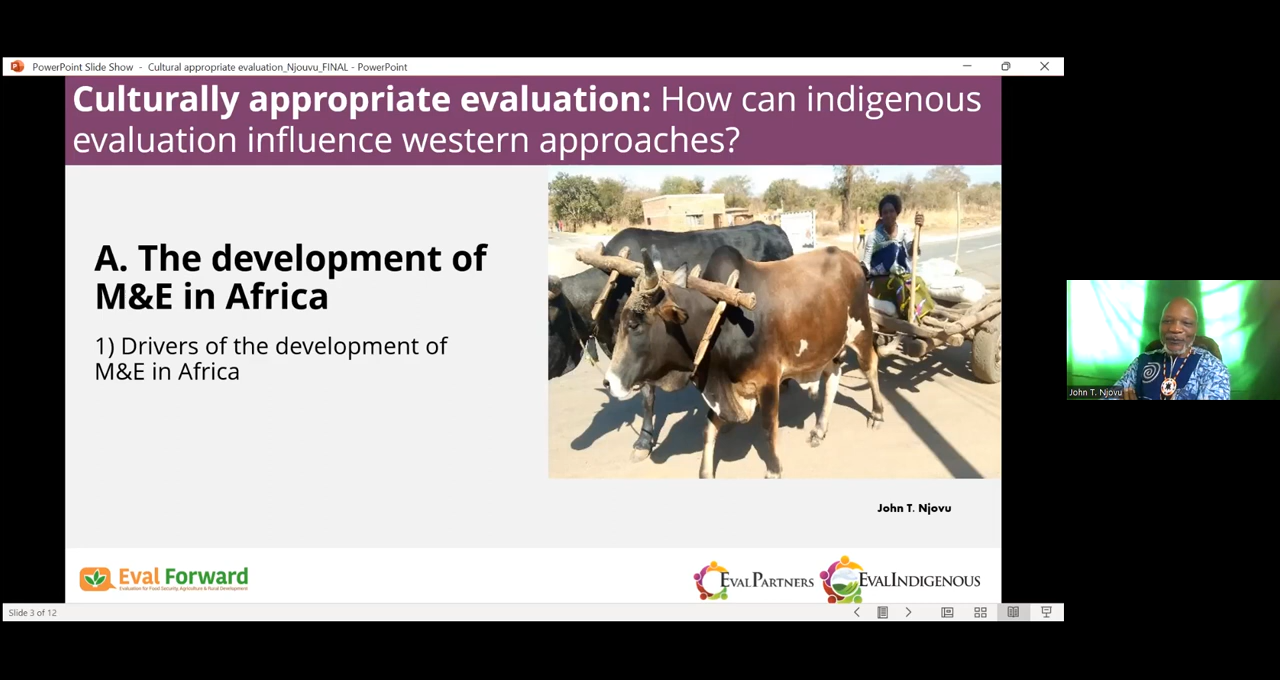 PowerPoint Slide Show - Cultural appropriate evaluation_Njouvu_FINAL - PowerPoint
Culturally appropriate evaluation: How can indigenous
evaluation influence western approaches?
A. The development of
M&E in Africa
1) Drivers of the development of
M&E in Africa
John T. Njovu
John T. Njovu
Eval Forward
Evaluation for Food Security, Agriculture & Rural Development
EVALPARTNERS
EVALINDIGENOUS
Slide 3 of 12